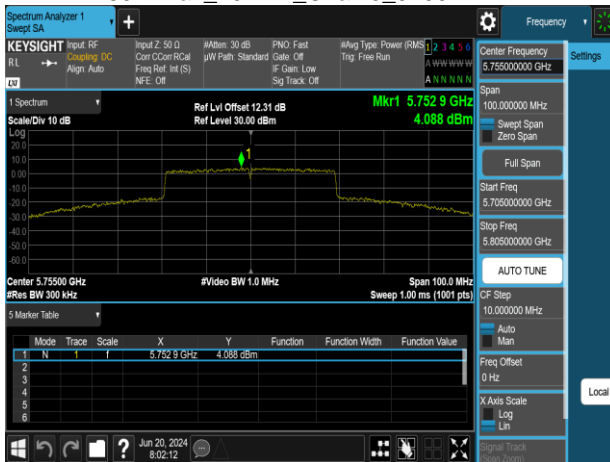 Spectrum Analyzer 1
Swept SA
+
Frequency
KEYSIGHT
RL
LXI
Input: RF
Coupling: DC
Align: Auto
Input Z: 50 Ω
Corr CCorr RCal
Freq Ref: Int (S)
NFE: Off
#Atten: 30 dB
µW Path: Standard
PNO: Fast
Gate: Off
IF Gain: Low
Sig Track: Off
#Avg Type: Power (RMS
Trig: Free Run
1 2 3 4 5 6
A W W W W W
A N N N N N
Center Frequency
5.755000000 GHz
Settings
Span
100.000000 MHz
Swept Span
Zero Span
Full Span
Start Freq
5.705000000 GHz
Stop Freq
5.805000000 GHz
AUTO TUNE
CF Step
10.000000 MHz
Auto
Man
Freq Offset
0 Hz
X Axis Scale
Log
Lin
Signal Track
(Span Zoom)
Local
1 Spectrum
Scale/Div 10 dB
Log
Ref Lvl Offset 12.31 dB
Ref Level 30.00 dBm
Mkr1 5.752 9 GHz
4.088 dBm
1
20.0
10.0
0.00
-10.0
-20.0
-30.0
-40.0
-50.0
-60.0
Center 5.75500 GHz
#Res BW 300 kHz
#Video BW 1.0 MHz
Span 100.0 MHz
Sweep 1.00 ms (1001 pts)
5 Marker Table
Mode Trace Scale X Y Function Function Width Function Value
1 N 1 f 5.752 9 GHz 4.088 dBm
2
3
4
5
6
?
Jun 20, 2024
8:02:12